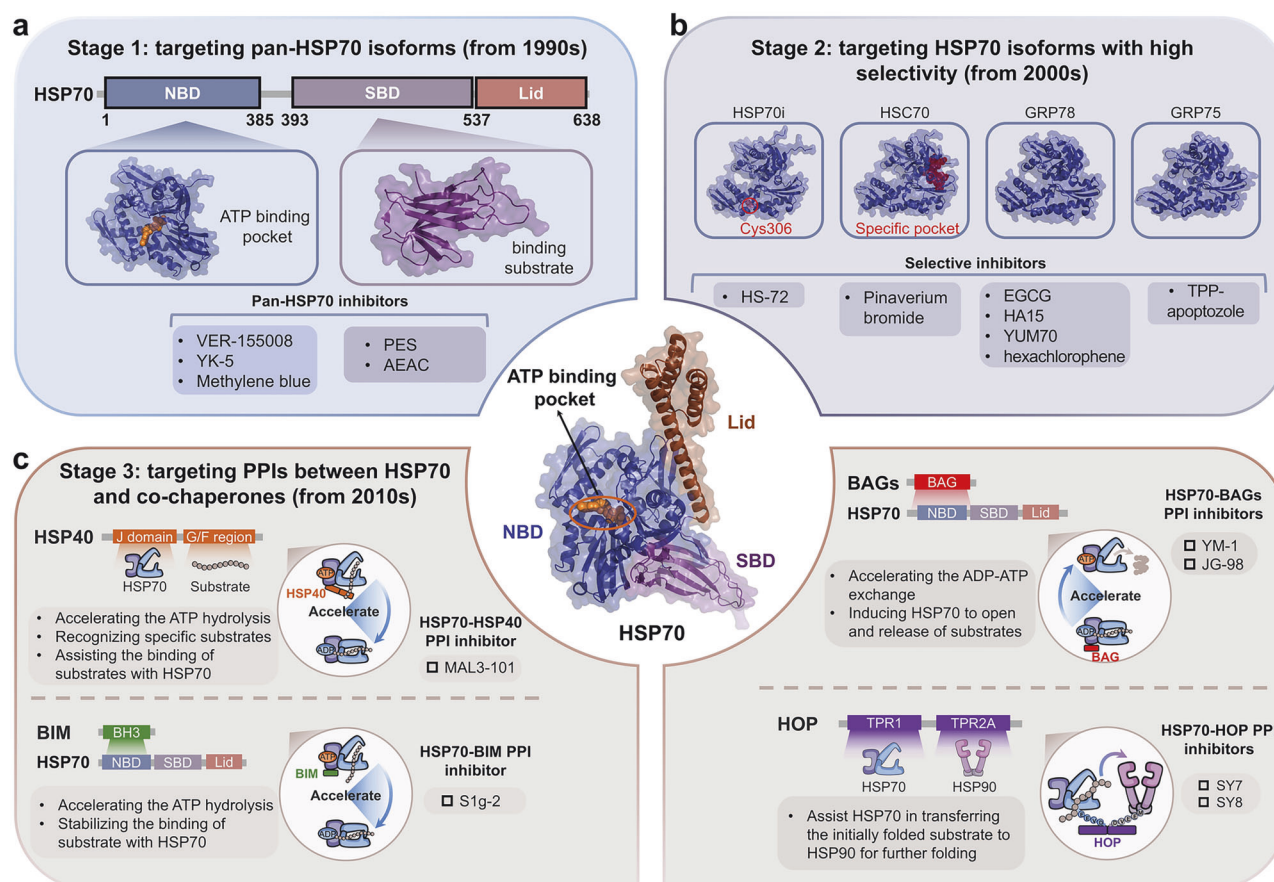 a
Stage 1: targeting pan-HSP70 isoforms (from 1990s)
HSP70
NBD
SBD
Lid
1
385
393
537
638
ATP binding
pocket
binding
substrate
Pan-HSP70 inhibitors
• VER-155008
• YK-5
• Methylene blue
• PES
• AEAC
b
Stage 2: targeting HSP70 isoforms with high
selectivity (from 2000s)
HSP70i
HSC70
GRP78
GRP75
Cys306
Specific pocket
Selective inhibitors
• HS-72
• Pinaverium
bromide
• EGCG
• HA15
• YUM70
• hexachlorophene
• TPP-
apoptozole
ATP binding
pocket
Lid
NBD
SBD
HSP70
c
Stage 3: targeting PPIs between HSP70
and co-chaperones (from 2010s)
HSP40
J domain
G/F region
HSP70
Substrate
• Accelerating the ATP hydrolysis
• Recognizing specific substrates
• Assisting the binding of
substrates with HSP70
ATP
HSP40
Accelerate
ADP
HSP70-HSP40
PPI inhibitor
MAL3-101
BIM
BH3
HSP70
NBD
SBD
Lid
• Accelerating the ATP hydrolysis
• Stabilizing the binding of
substrate with HSP70
ATP
BIM
Accelerate
ADP
HSP70-BIM PPI
inhibitor
S1g-2
BAGs
BAG
HSP70
NBD
SBD
Lid
• Accelerating the ADP-ATP
exchange
• Inducing HSP70 to open
and release of substrates
ATP
Accelerate
ADP
BAG
HSP70-BAGs
PPI inhibitors
YM-1
JG-98
HOP
TPR1
TPR2A
HSP70
HSP90
• Assist HSP70 in transferring
the initially folded substrate to
HSP90 for further folding
HOP
HSP70-HOP PP
inhibitors
SY7
SY8